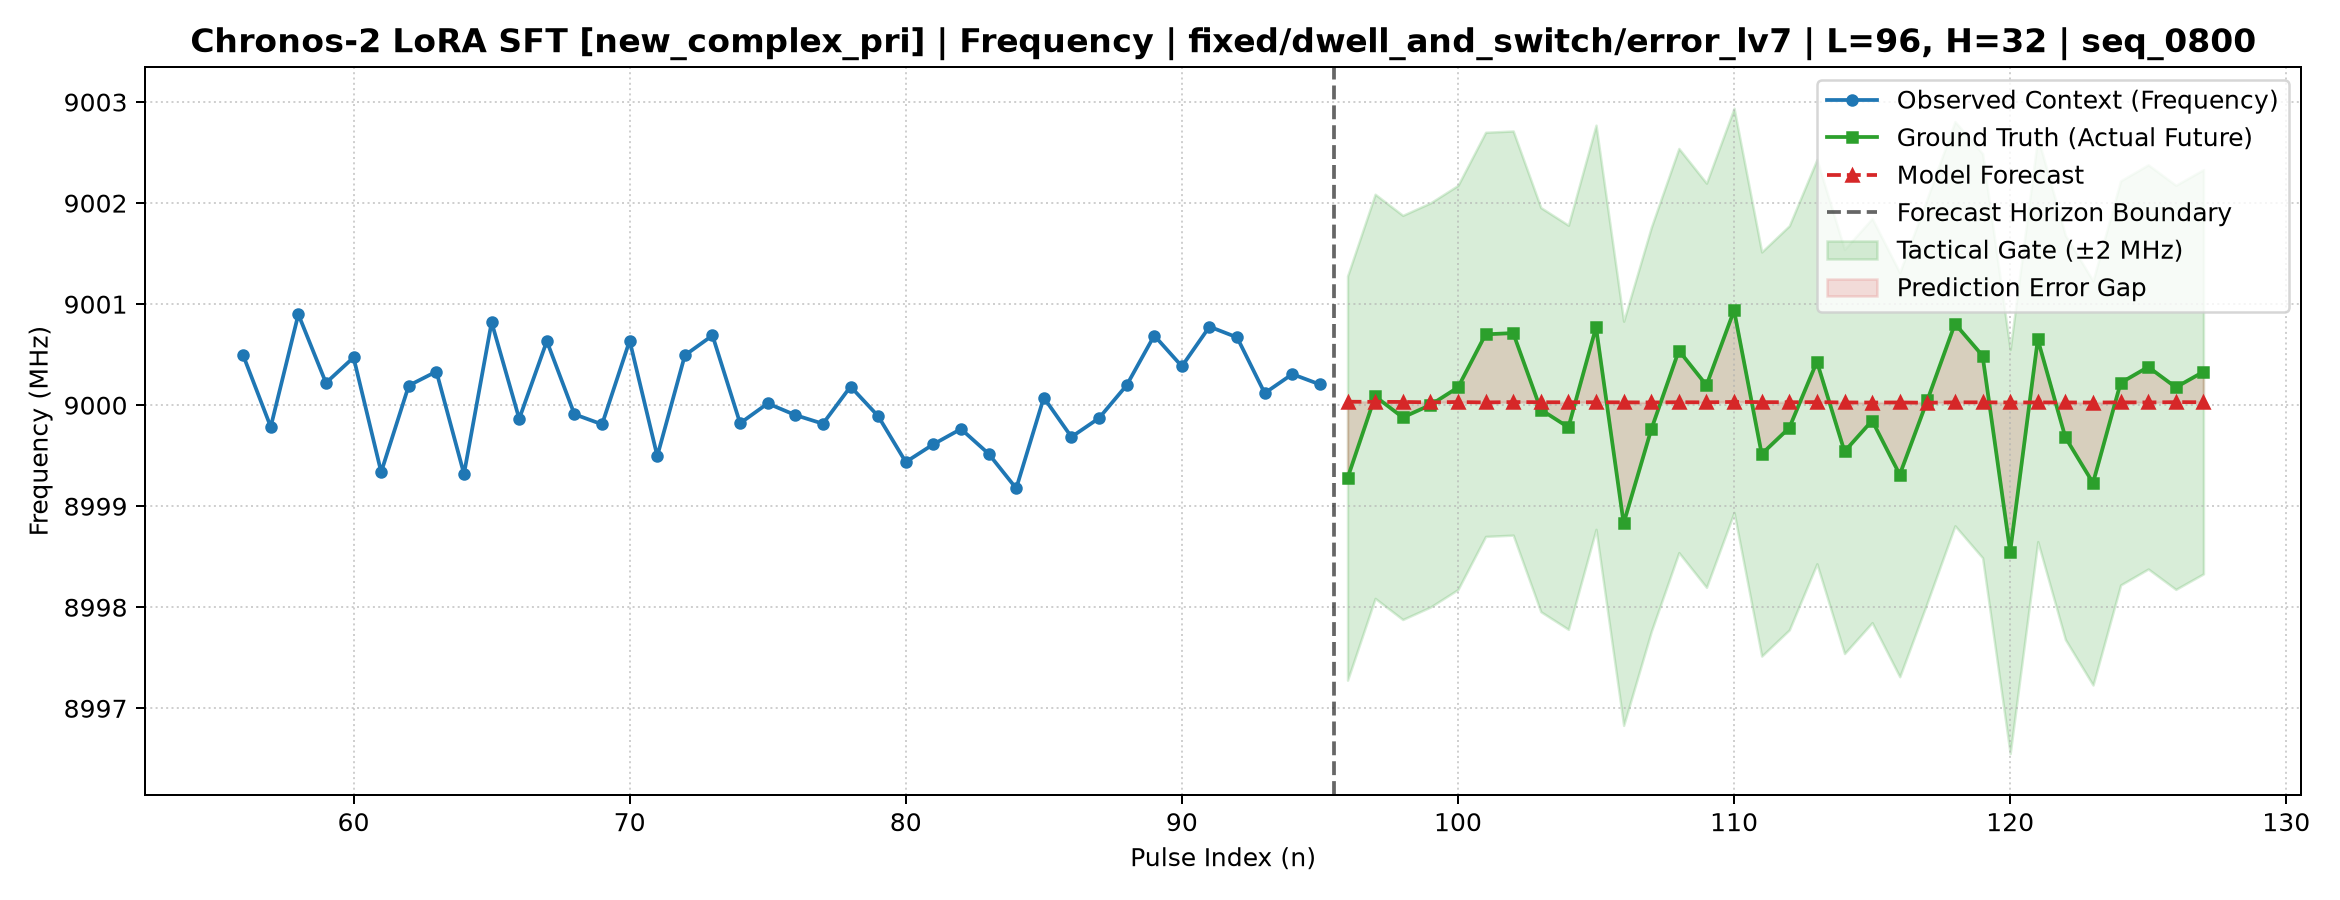 Chronos-2 LoRA SFT [new_complex_pri] | Frequency | fixed/dwell_and_switch/error_lv7 | L=96, H=32 | seq_0800
Observed Context (Frequency)
Ground Truth (Actual Future)
Model Forecast
Forecast Horizon Boundary
Tactical Gate (±2 MHz)
Prediction Error Gap
Frequency (MHz)
9003
9002
9001
9000
8999
8998
8997
60 70 80 90 100 110 120 130
Pulse Index (n)